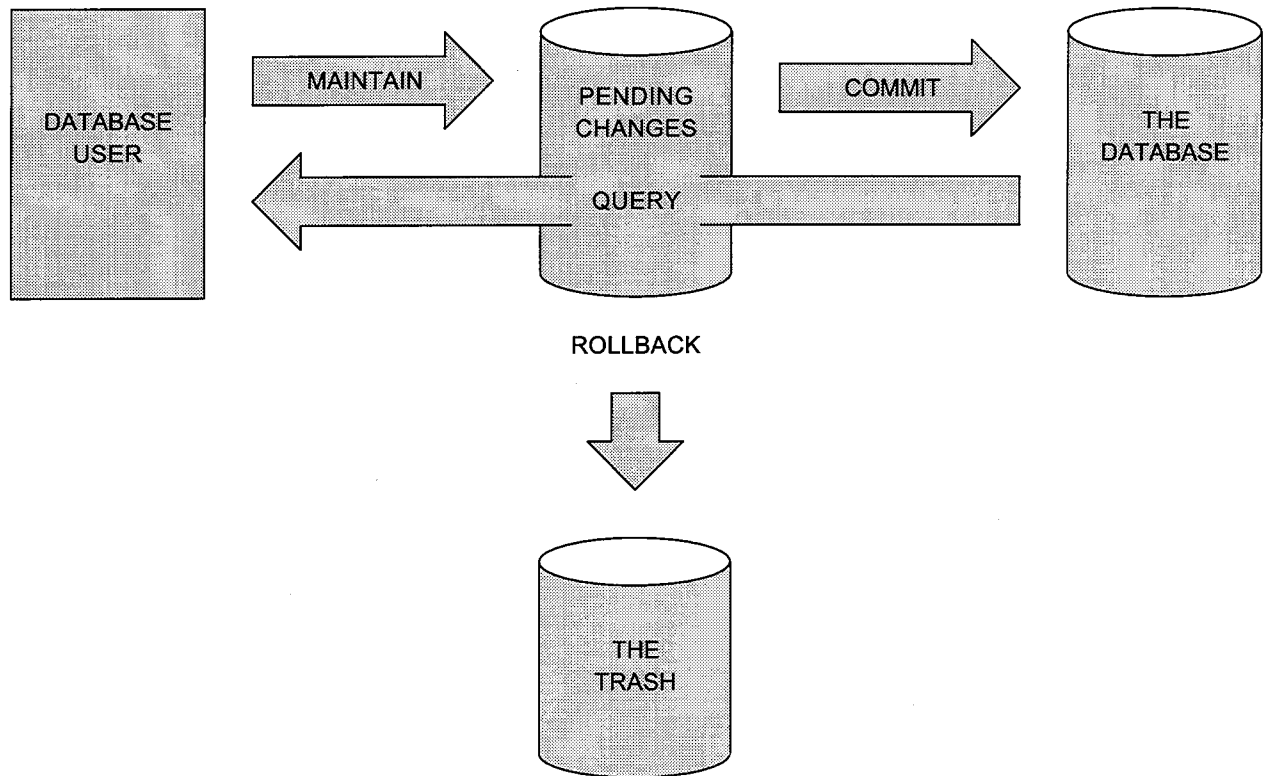 DATABASE
USER
MAINTAIN
PENDING
CHANGES
COMMIT
THE
DATABASE
QUERY
ROLLBACK
THE
TRASH